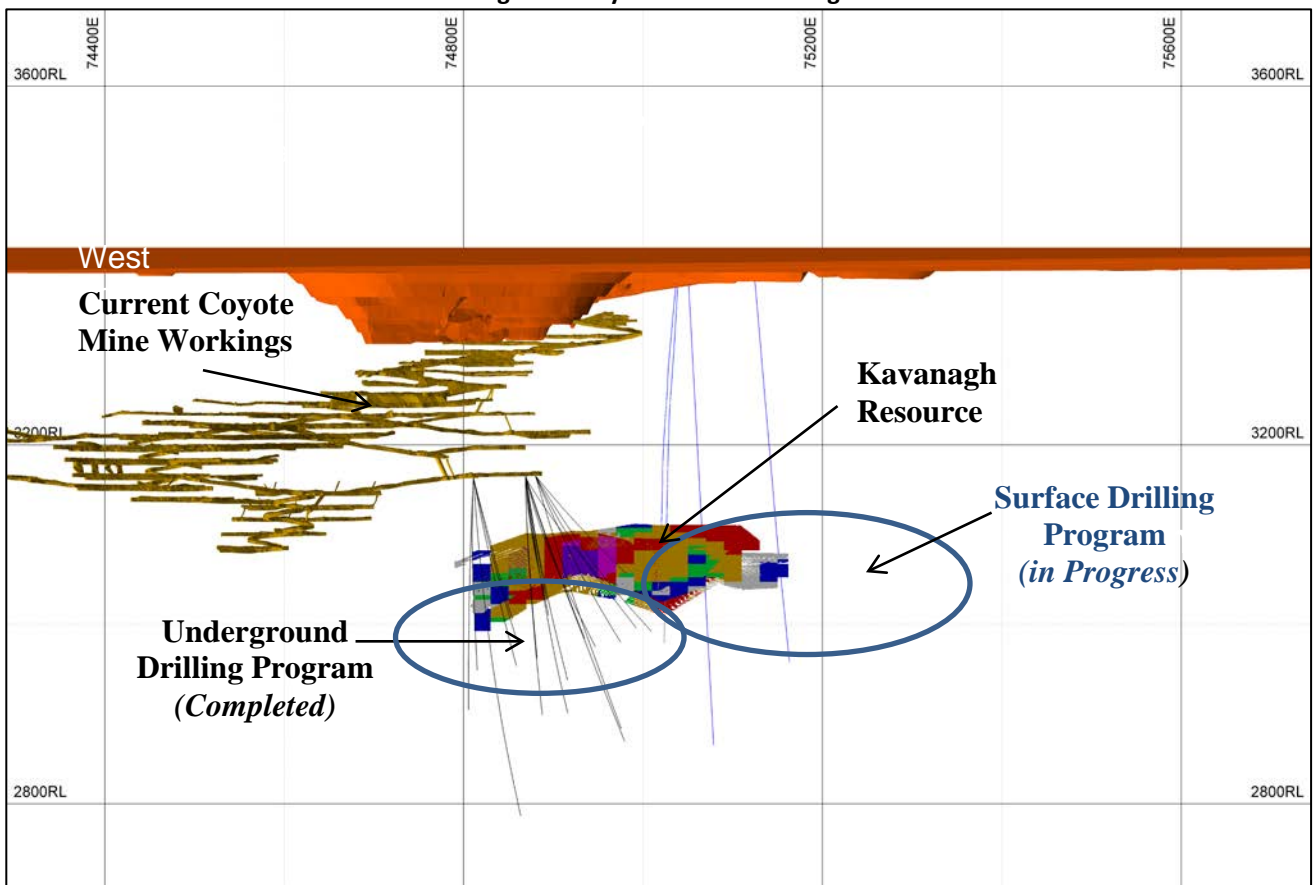 74400E
74800E
75200E
75600E
3600RL
3600RL
West
Current Coyote
Mine Workings
Kavanagh
Resource
3200RL
3200RL
Surface Drilling
Program
(in Progress)
Underground
Drilling Program
(Completed)
2800RL
2800RL